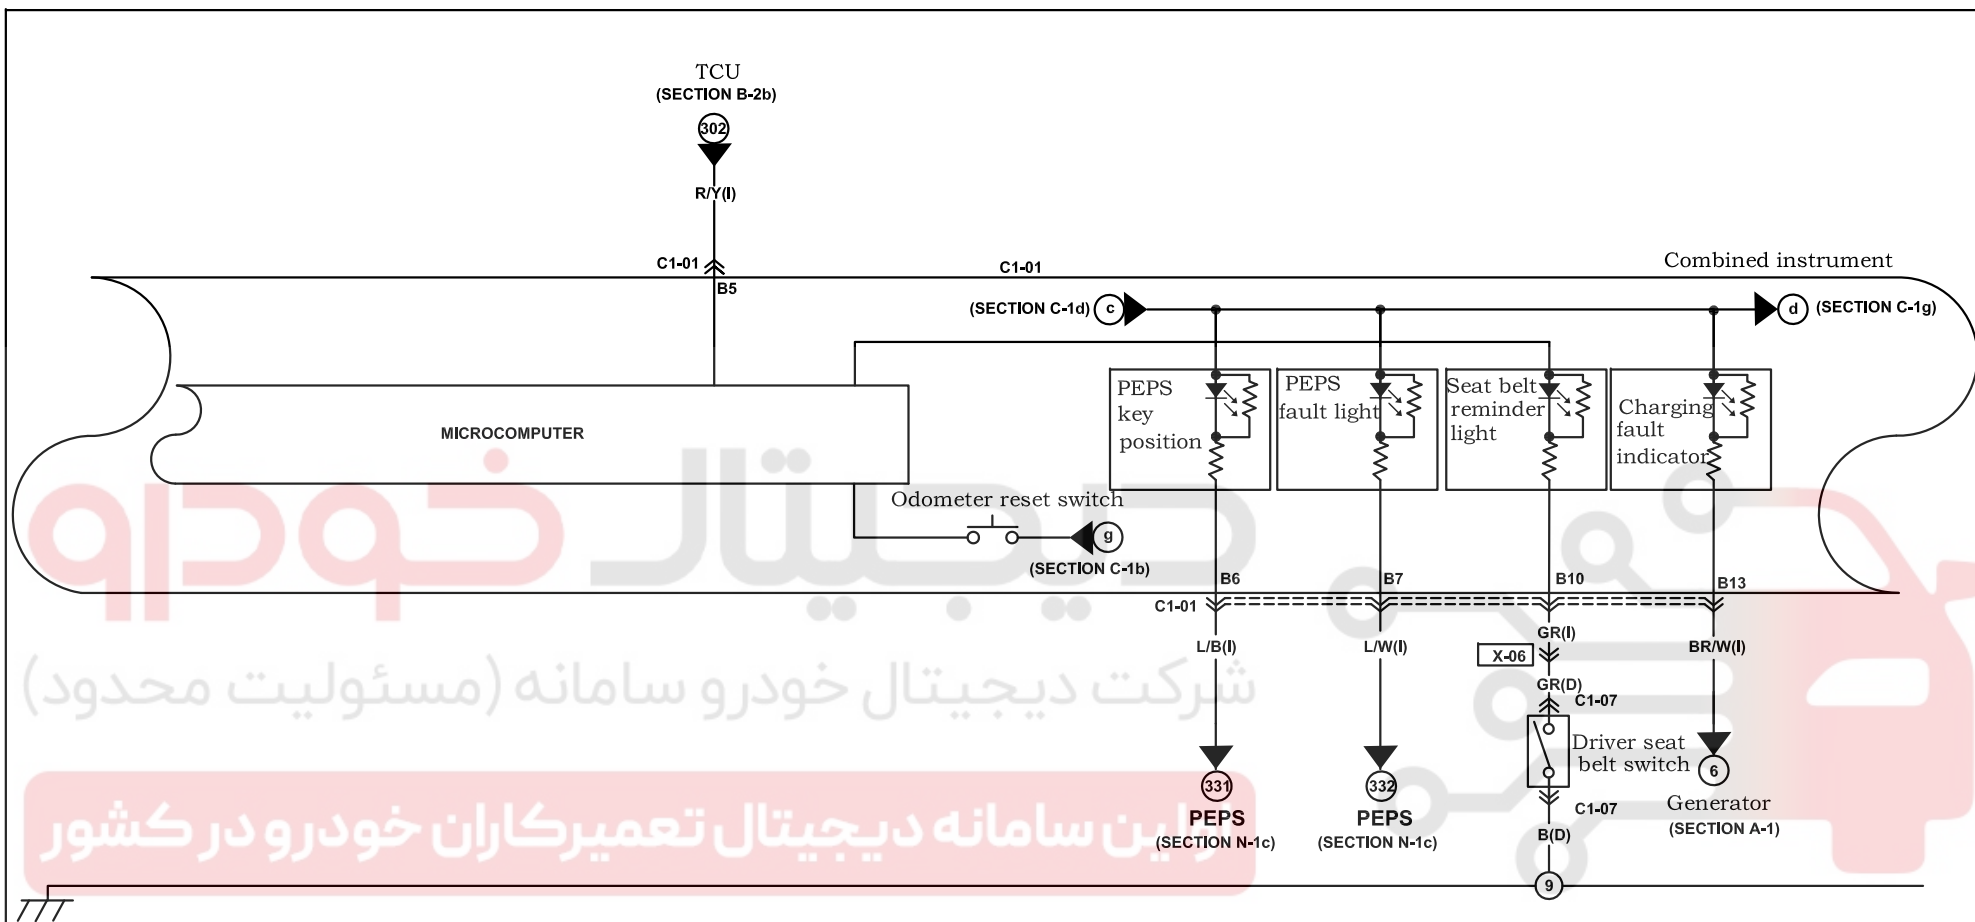 TCU
(SECTION B-2b)
302
R/Y(I)
C1-01
B5
C1-01
Combined instrument
(SECTION C-1d)
c
d
(SECTION C-1g)
MICROCOMPUTER
PEPS
key
position
PEPS
fault light
Seat belt
reminder
light
Charging
fault
indicator
Odometer reset switch
g
(SECTION C-1b)
B6
B7
B10
B13
C1-01
L/B(I)
L/W(I)
GR(I)
BR/W(I)
X-06
GR(D)
C1-07
Driver seat
belt switch
C1-07
B(D)
9
331
PEPS
(SECTION N-1c)
332
PEPS
(SECTION N-1c)
6
Generator
(SECTION A-1)
دیجیتال خودرو
شرکت دیجیتال خودرو سامانه (مسئولیت محدود)
اولین سامانه دیجیتال تعمیرکاران خودرو در کشور